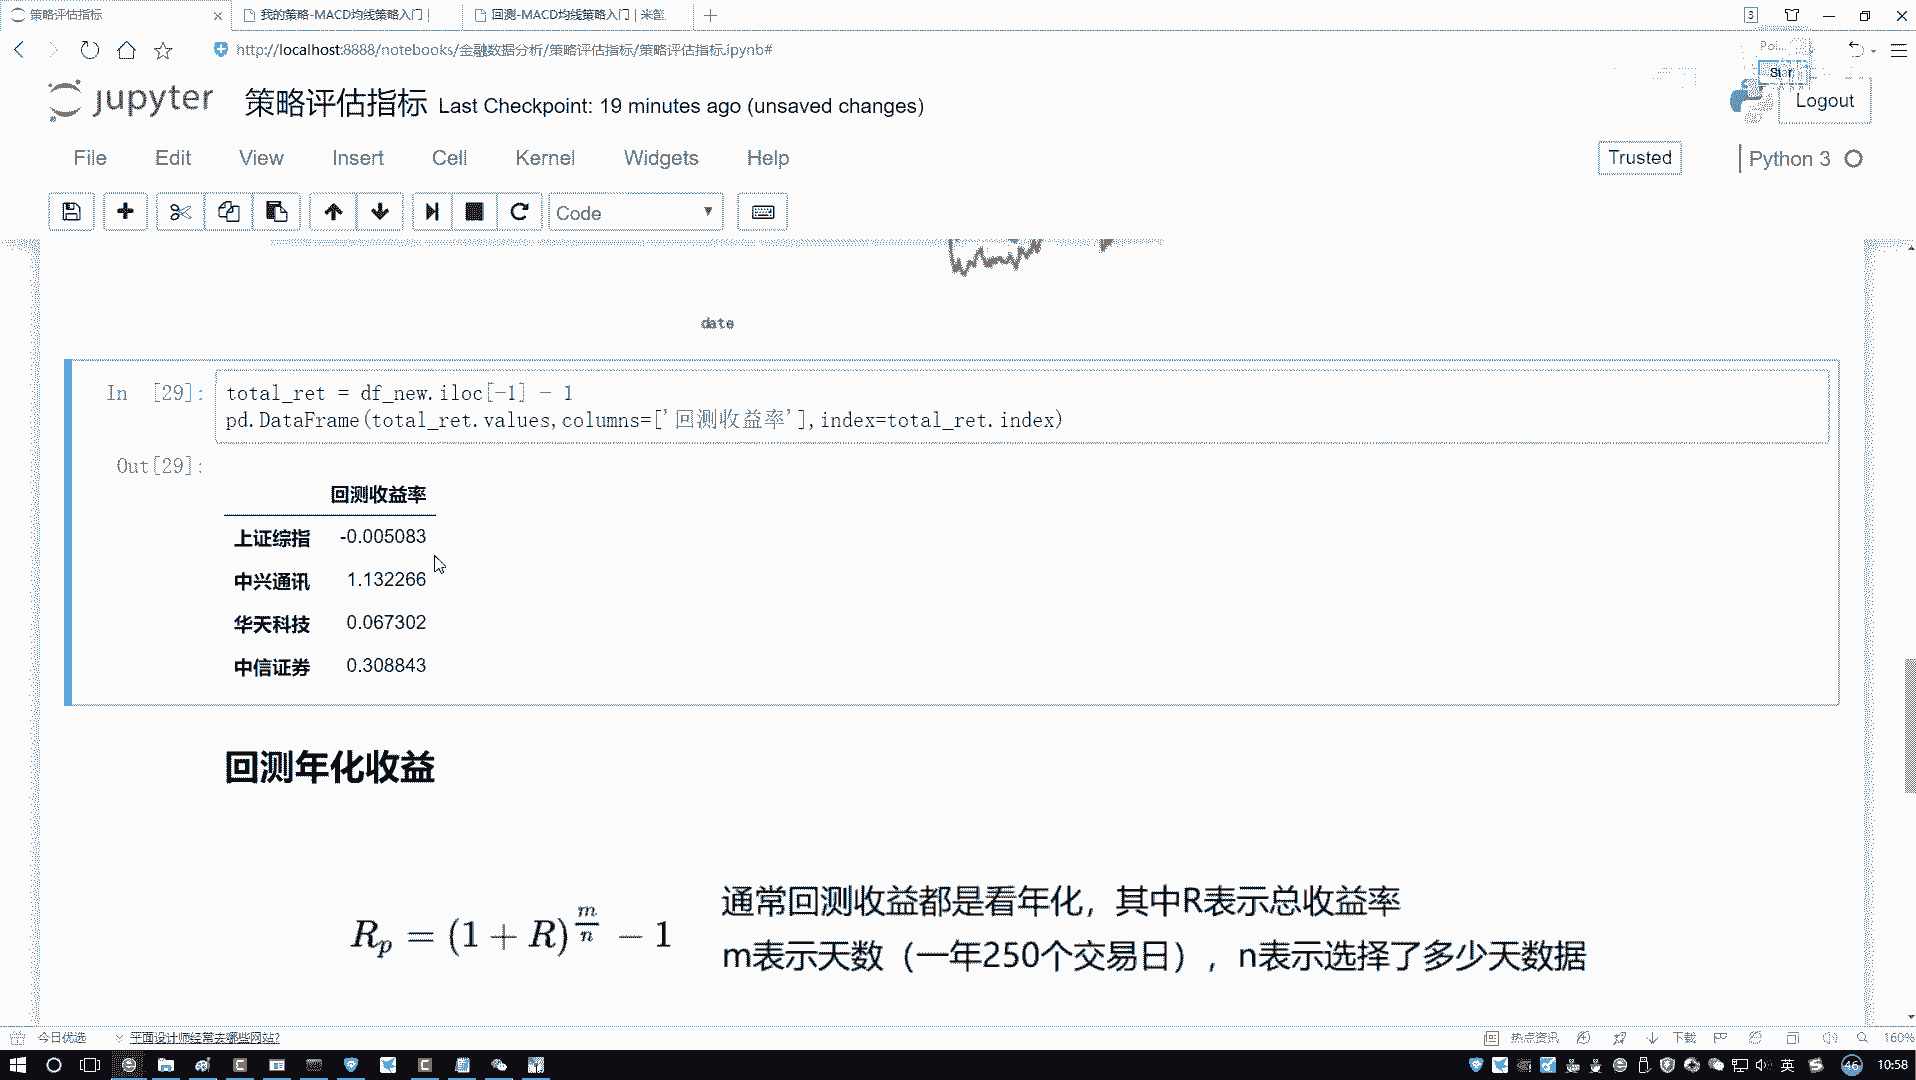 策略评估指标
我的策略-MACD均线策略入门 |
回测-MACD均线策略入门 | 米筐
3
http://localhost:8888/notebooks/金融数据分析/策略评估指标/策略评估指标.ipynb#
jupyter 策略评估指标 Last Checkpoint: 19 minutes ago (unsaved changes)
Logout
File Edit View Insert Cell Kernel Widgets Help
Trusted
Python 3
Code
date
In [29]: total_ret = df_new.iloc[-1] - 1
pd.DataFrame(total_ret.values,columns=['回测收益率'],index=total_ret.index)
Out[29]:
回测收益率
上证综指 -0.005083
中兴通讯 1.132266
华天科技 0.067302
中信证券 0.308843
回测年化收益
R_p = (1 + R)^{m/n} − 1
通常回测收益都是看年化，其中R表示总收益率
m表示天数（一年250个交易日），n表示选择了多少天数据
今日优选 平面设计师经常去哪些网站?
热点资讯 下载 160%
英 46 10:58